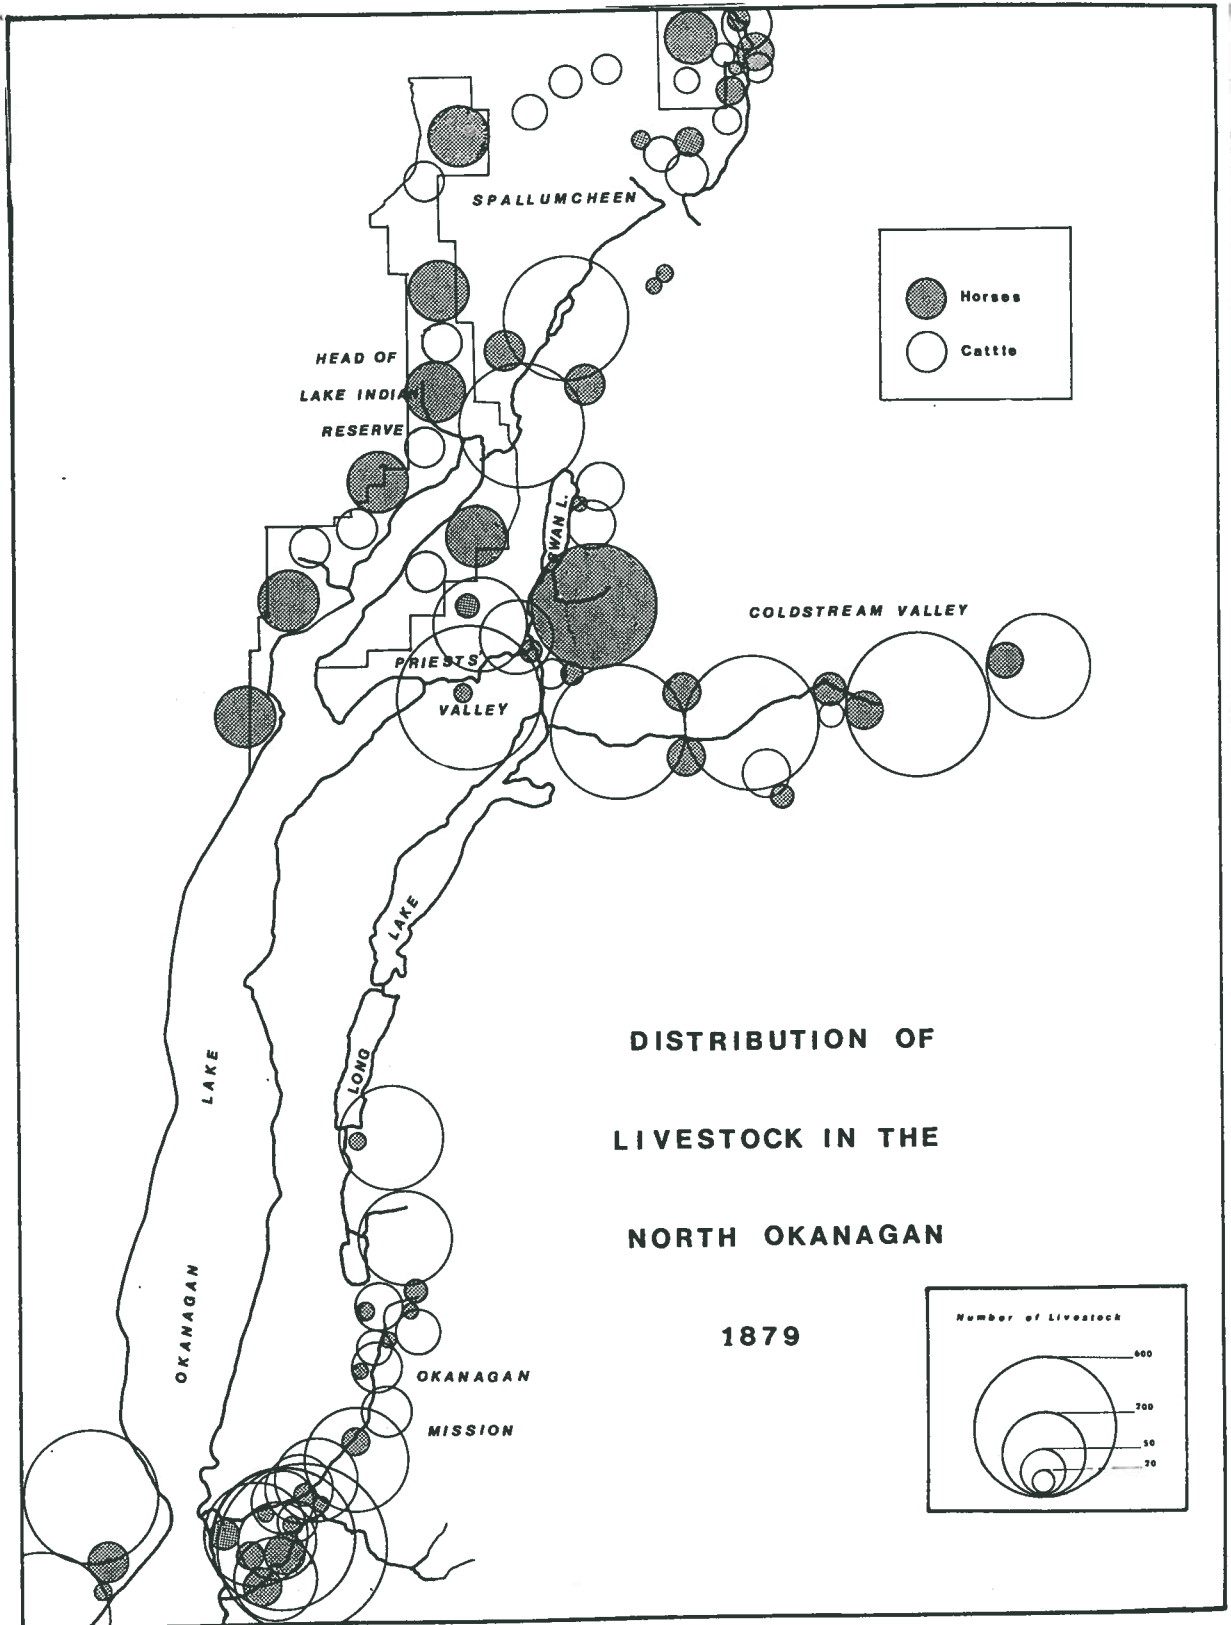 SPALLUMCHEEN
Horses
Cattle
HEAD OF
LAKE INDIAN
RESERVE
SWAN L.
COLDSTREAM VALLEY
PRIESTS'
VALLEY
LAKE
DISTRIBUTION OF
LIVESTOCK IN THE
NORTH OKANAGAN
1879
LONG
LAKE
OKANAGAN
OKANAGAN
MISSION
Number of Livestock
600
200
50
20